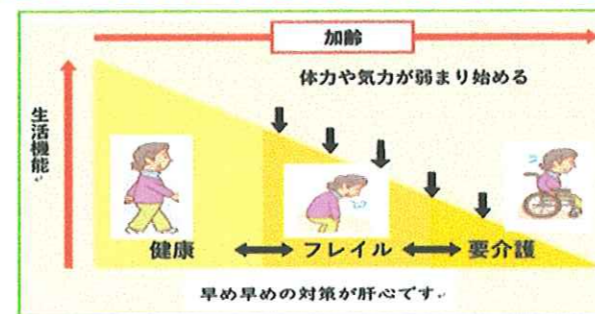 加齢
体力や気力が弱まり始める
生活機能
健康
フレイル
要介護
早め早めの対策が肝心です。